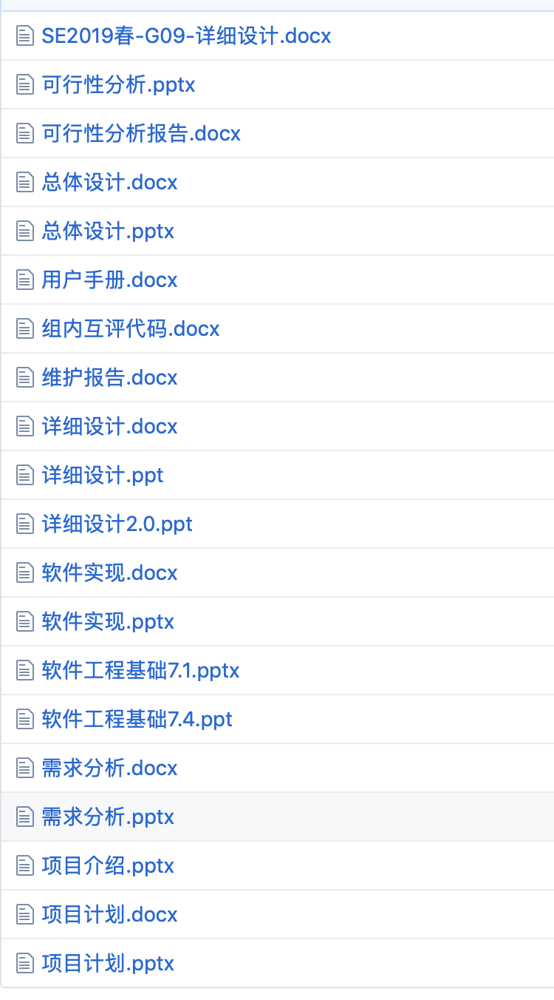 SE2019春-G09-详细设计.docx
可行性分析.pptx
可行性分析报告.docx
总体设计.docx
总体设计.pptx
用户手册.docx
组内互评代码.docx
维护报告.docx
详细设计.docx
详细设计.ppt
详细设计2.0.ppt
软件实现.docx
软件实现.pptx
软件工程基础7.1.pptx
软件工程基础7.4.ppt
需求分析.docx
需求分析.pptx
项目介绍.pptx
项目计划.docx
项目计划.pptx